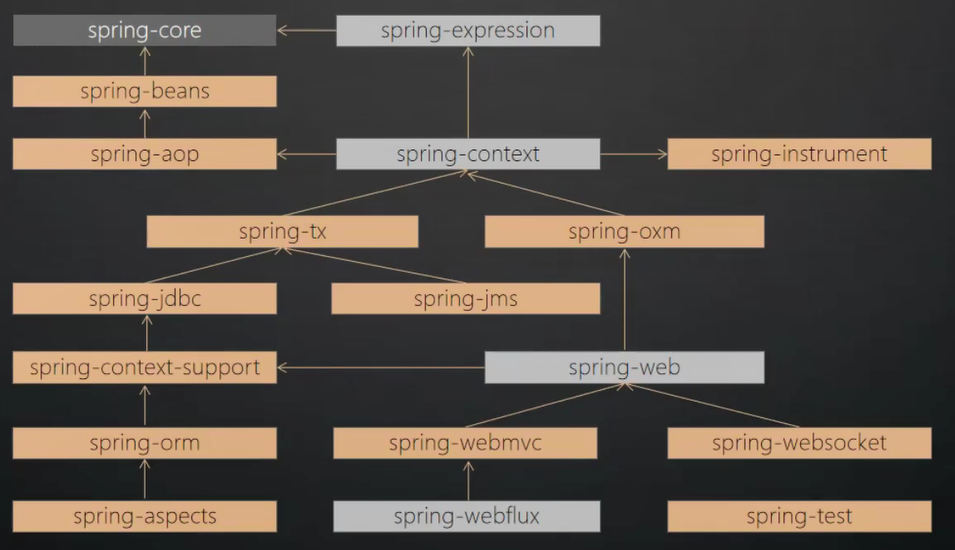 spring-core
spring-expression
spring-beans
spring-aop
spring-context
spring-instrument
spring-tx
spring-oxm
spring-jdbc
spring-jms
spring-context-support
spring-web
spring-orm
spring-webmvc
spring-websocket
spring-aspects
spring-webflux
spring-test